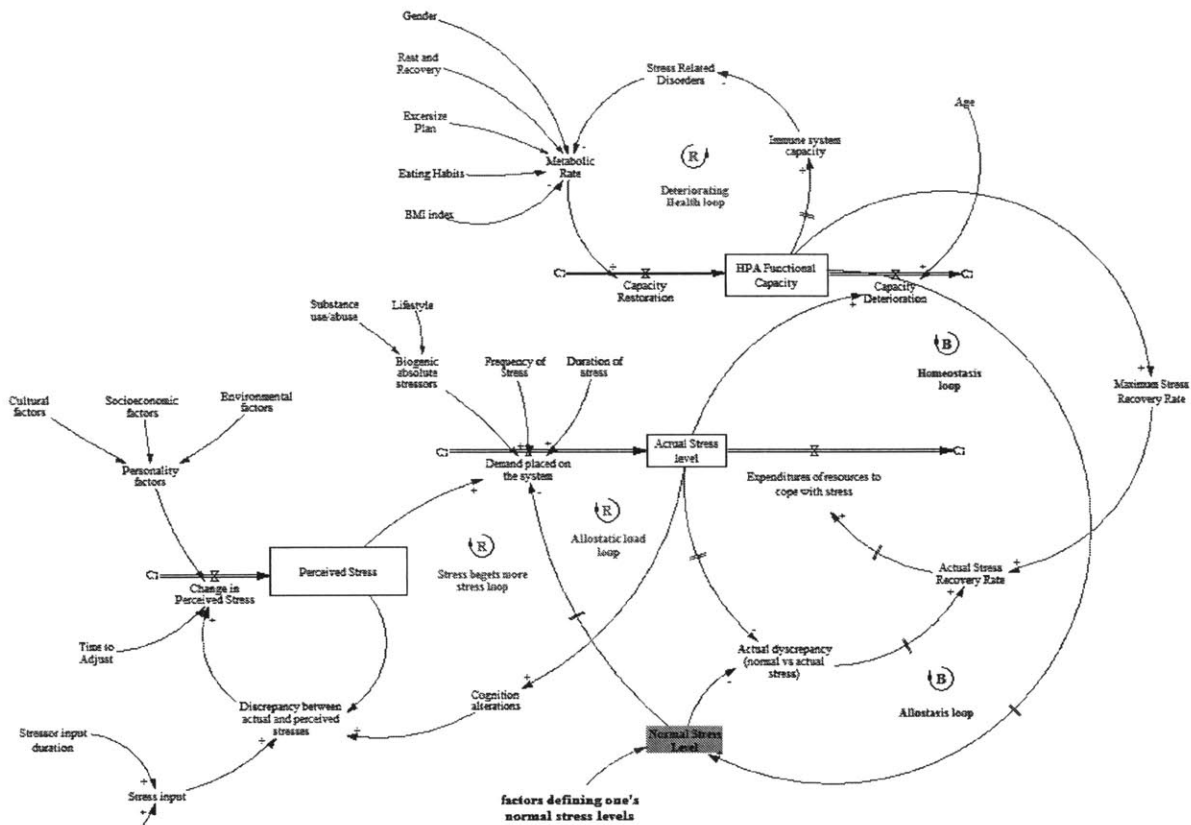 Gender
Rest and
Recovery
Excersize
Plan
Eating Habits
BMI index
Metabolic
Rate
Stress Related
Disorders
Immune system
capacity
Age
R
Deteriorating
Health loop
HPA Functional
Capacity
Capacity
Restoration
Capacity
Deterioration
Substance
use/abuse
Lifestyle
Biogenic
absolute
stressors
Frequency of
Stress
Duration of
stress
B
Homeostasis
loop
Maximum Stress
Recovery Rate
Cultural
factors
Socioeconomic
factors
Environmental
factors
Personality
factors
Demand placed on
the system
Actual Stress
level
Expenditures of resources to
cope with stress
R
Allostatic load
loop
R
Stress begets more
stress loop
Perceived Stress
Change in
Perceived Stress
Time to
Adjust
Actual Stress
Recovery Rate
Actual dyscrepancy
(normal vs actual
stress)
B
Allostaxis loop
Cognition
alterations
Discrepancy between
actual and perceived
stresses
Normal Stress
Level
Stressor input
duration
Stress input
factors defining one's
normal stress levels